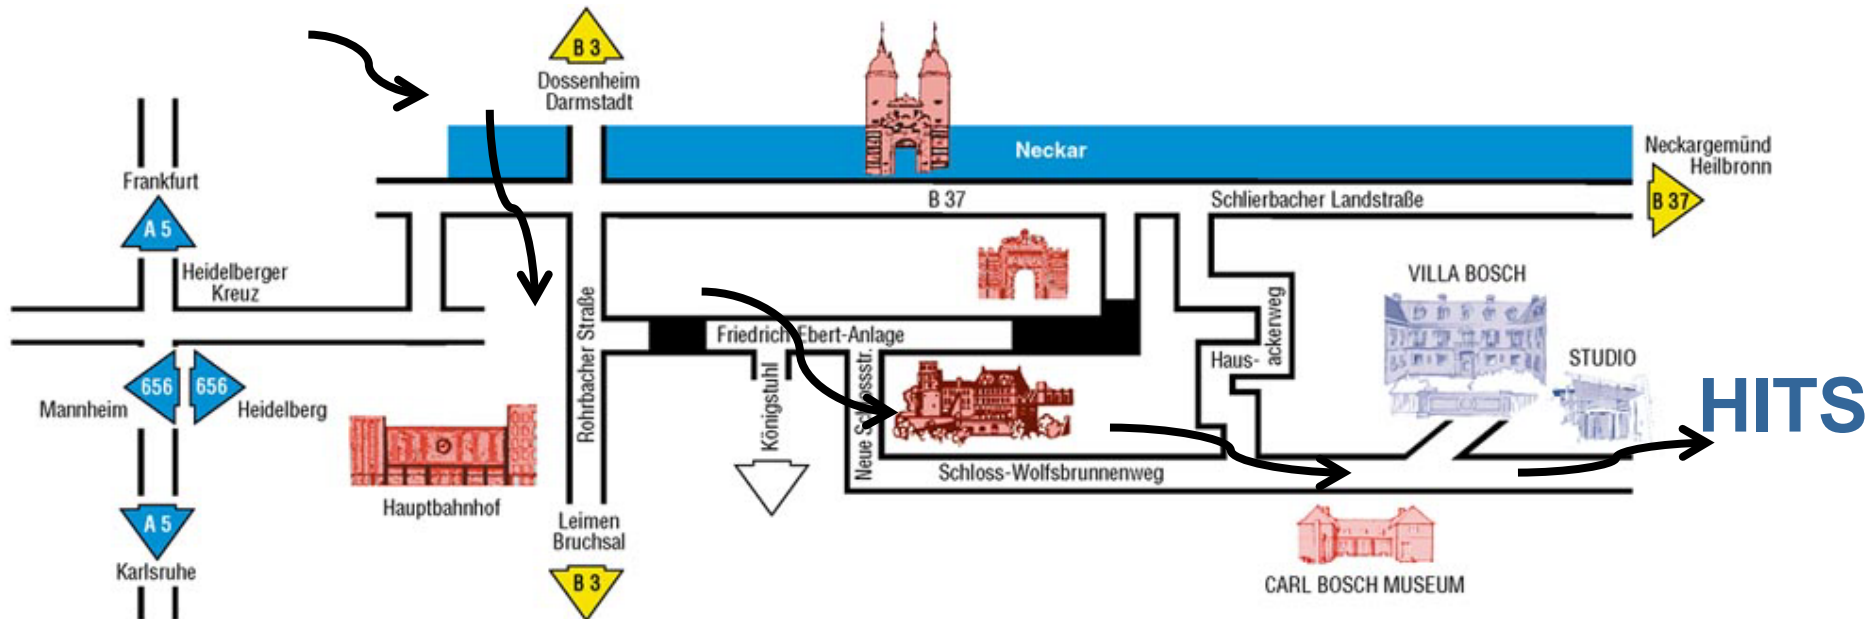 B 3
Dossenheim
Darmstadt
Neckar
Neckargemünd
Heilbronn
B 37
Frankfurt
A 5
Heidelberger
Kreuz
B 37
Schlierbacher Landstraße
Rohrbacher Straße
Friedrich-Ebert-Anlage
Königstuhl
Neue Schlossstr.
Haus-
ackerweg
VILLA BOSCH
STUDIO
HITS
656
656
Mannheim
Heidelberg
Hauptbahnhof
Schloss-Wolfsbrunnenweg
A 5
Karlsruhe
Leimen
Bruchsal
B 3
CARL BOSCH MUSEUM